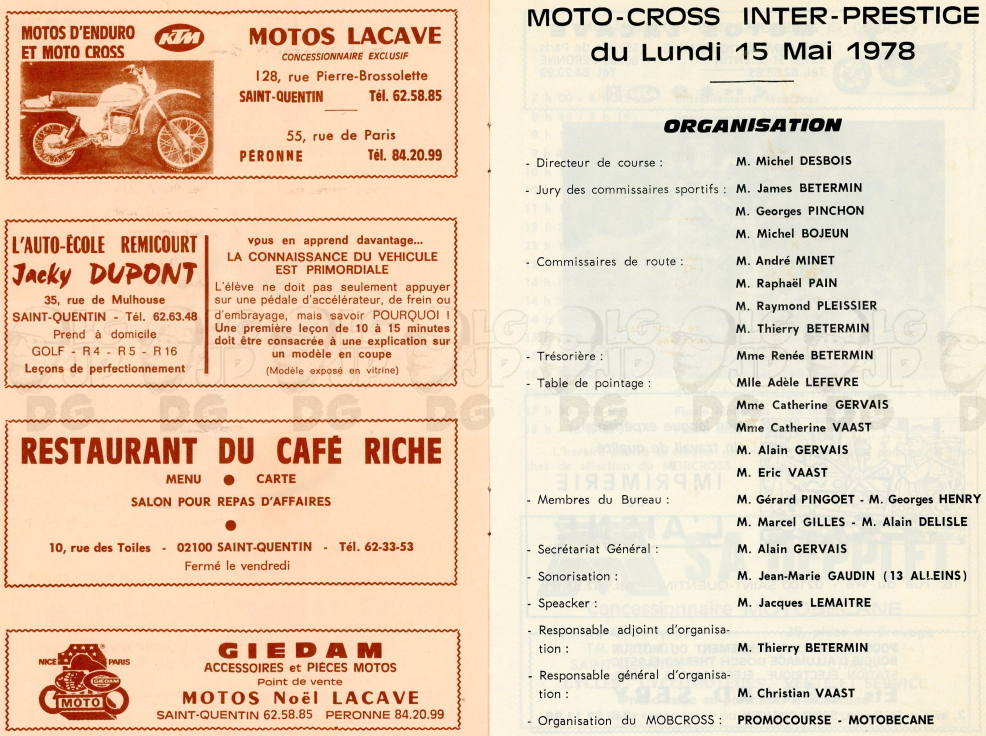 MOTOS D'ENDURO
ET MOTO CROSS
KTM
MOTOS LACAVE
CONCESSIONNAIRE EXCLUSIF
128, rue Pierre-Brossolette
SAINT-QUENTIN Tél. 62.58.85
55, rue de Paris
PÉRONNE Tél. 84.20.99
L'AUTO-ÉCOLE REMICOURT
Jacky DUPONT
35, rue de Mulhouse
SAINT-QUENTIN - Tél. 62.63.48
Prend à domicile
GOLF - R 4 - R 5 - R 16
Leçons de perfectionnement
vous en apprend davantage...
LA CONNAISSANCE DU VEHICULE
EST PRIMORDIALE
L'élève ne doit pas seulement appuyer
sur une pédale d'accélérateur, de frein ou
d'embrayage, mais savoir POURQUOI !
Une première leçon de 10 à 15 minutes
doit être consacrée à une explication sur
un modèle en coupe
(Modèle exposé en vitrine)
RESTAURANT DU CAFÉ RICHE
MENU ● CARTE
SALON POUR REPAS D'AFFAIRES
●
10, rue des Toiles - 02100 SAINT-QUENTIN - Tél. 62-33-53
Fermé le vendredi
NICE PARIS
GIEDAM
MOTO
GIEDAM
ACCESSOIRES et PIÈCES MOTOS
Point de vente
MOTOS Noël LACAVE
SAINT-QUENTIN 62.58.85 PERONNE 84.20.99
MOTO-CROSS INTER-PRESTIGE
du Lundi 15 Mai 1978
ORGANISATION
- Directeur de course : M. Michel DESBOIS
- Jury des commissaires sportifs : M. James BETERMIN
M. Georges PINCHON
M. Michel BOJEUN
- Commissaires de route : M. André MINET
M. Raphaël PAIN
M. Raymond PLEISSIER
M. Thierry BETERMIN
- Trésorière : Mme Renée BETERMIN
- Table de pointage : Mlle Adèle LEFEVRE
Mme Catherine GERVAIS
Mme Catherine VAAST
M. Alain GERVAIS
M. Eric VAAST
- Membres du Bureau : M. Gérard PINGOET - M. Georges HENRY
M. Marcel GILLES - M. Alain DELISLE
- Secrétariat Général : M. Alain GERVAIS
- Sonorisation : M. Jean-Marie GAUDIN (13 ALLEINS)
- Speacker : M. Jacques LEMAITRE
- Responsable adjoint d'organisa-
tion : M. Thierry BETERMIN
- Responsable général d'organisa-
tion : M. Christian VAAST
- Organisation du MOBCROSS : PROMOCOURSE - MOTOBECANE